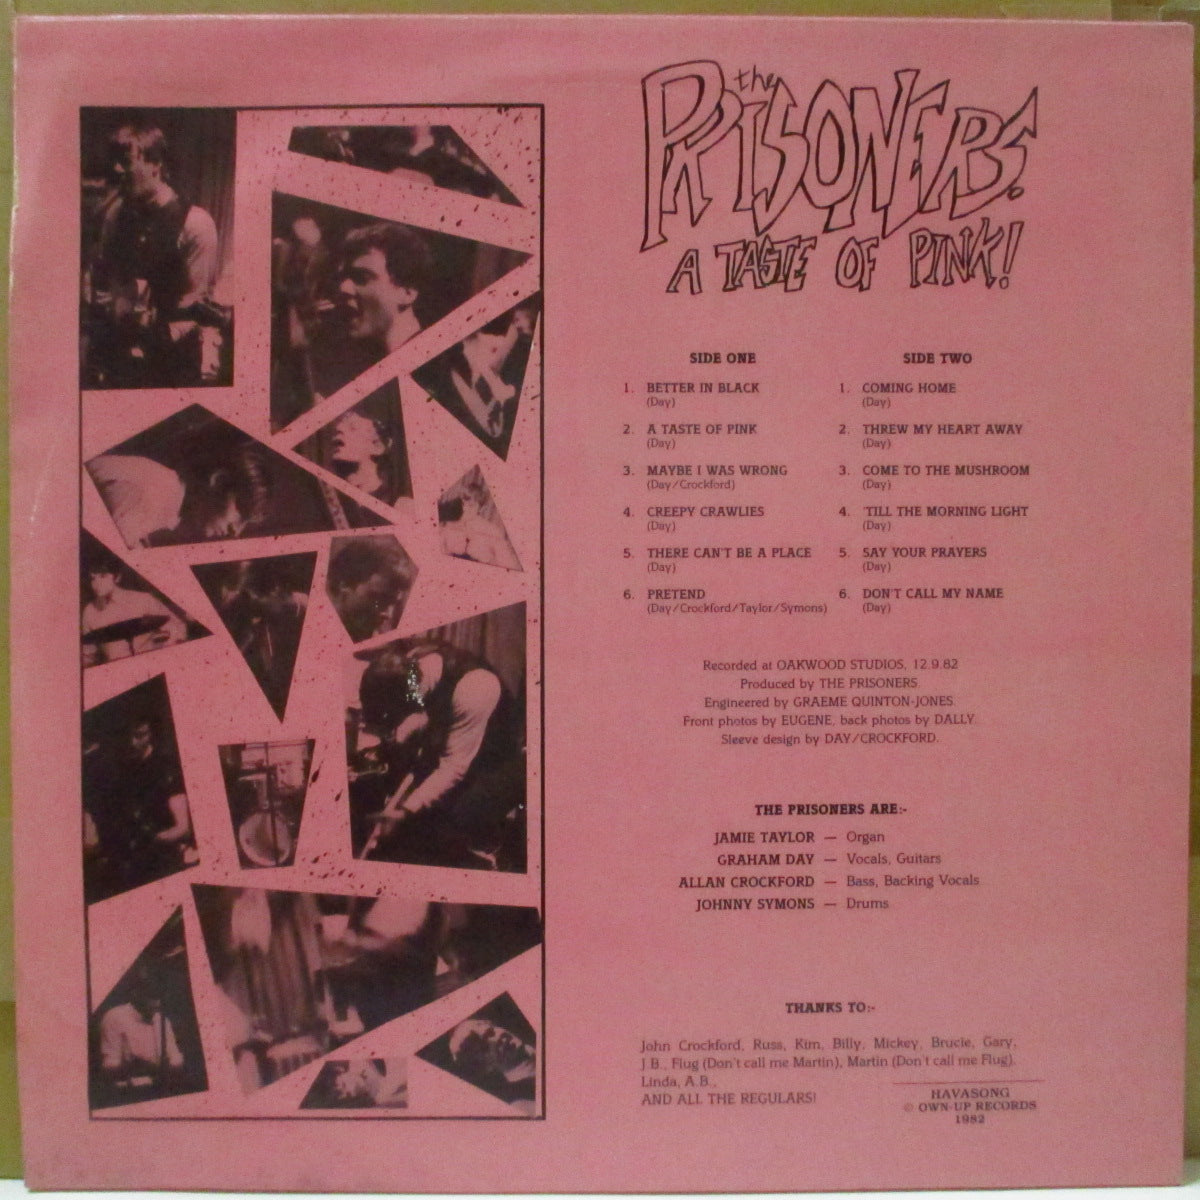 the
PRISONERS.
A TASTE OF PINK!
SIDE ONE
1. BETTER IN BLACK
(Day)
2. A TASTE OF PINK
(Day)
3. MAYBE I WAS WRONG
(Day/Crockford)
4. CREEPY CRAWLIES
(Day)
5. THERE CAN'T BE A PLACE
(Day)
6. PRETEND
(Day/Crockford/Taylor/Symons)
SIDE TWO
1. COMING HOME
(Day)
2. THREW MY HEART AWAY
(Day)
3. COME TO THE MUSHROOM
(Day)
4. 'TILL THE MORNING LIGHT
(Day)
5. SAY YOUR PRAYERS
(Day)
6. DON'T CALL MY NAME
(Day)
Recorded at OAKWOOD STUDIOS, 12.9.82
Produced by THE PRISONERS.
Engineered by GRAEME QUINTON-JONES.
Front photos by EUGENE, back photos by DALLY.
Sleeve design by DAY/CROCKFORD.
THE PRISONERS ARE:-
JAMIE TAYLOR — Organ
GRAHAM DAY — Vocals, Guitars
ALLAN CROCKFORD — Bass, Backing Vocals
JOHNNY SYMONS — Drums
THANKS TO:-
John Crockford, Russ, Kim, Billy, Mickey, Brucie, Gary,
J.B., Flug (Don't call me Martin), Martin (Don't call me Flug),
Linda, A.B.,
AND ALL THE REGULARS!
HAVASONG
© OWN-UP RECORDS
1982